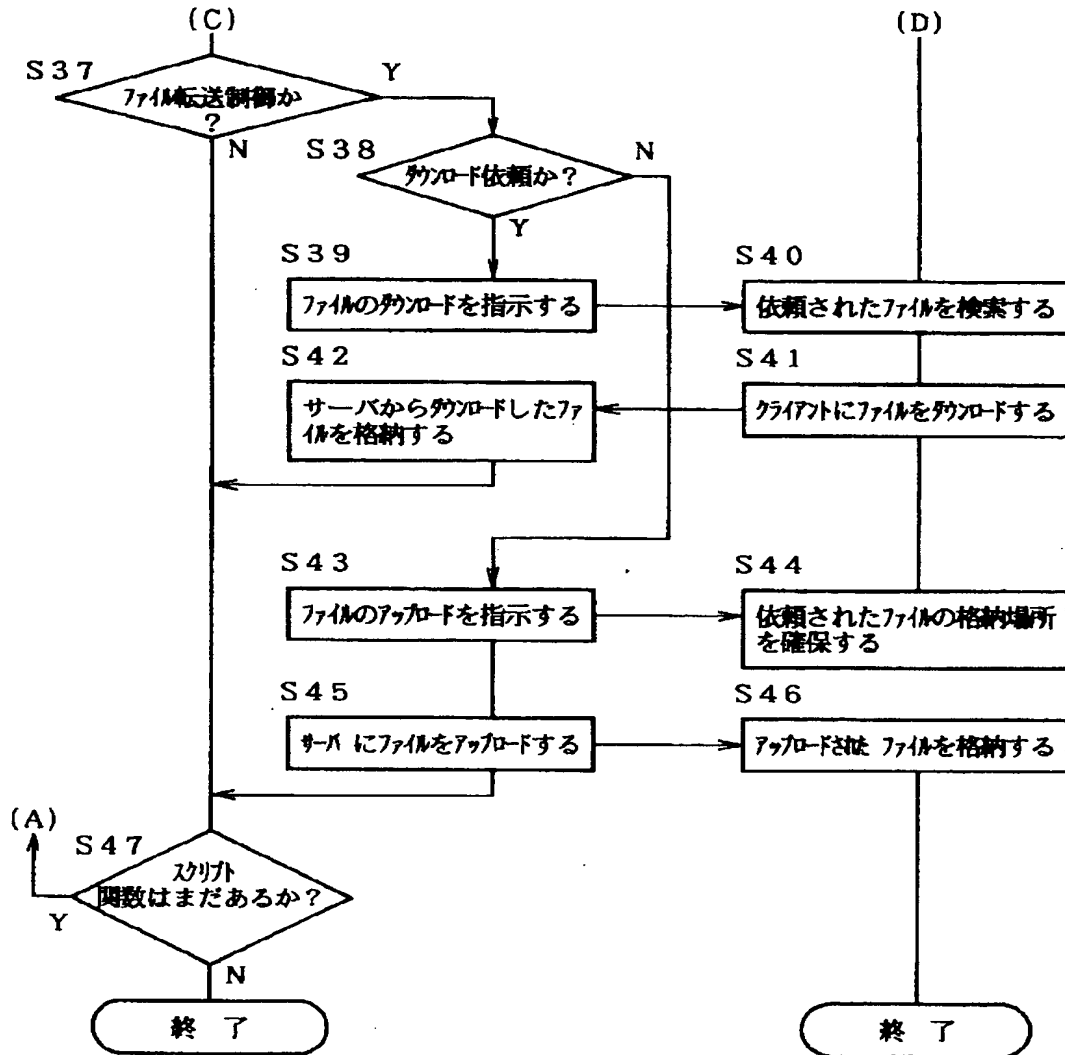 (C)
(D)
S37
Y
ファイル転送制御か
?
N
S38
N
ダウンロード依頼か?
Y
S39
ファイルのダウンロードを指示する
S40
依頼されたファイルを検索する
S42
サーバからダウンロードしたファ
イルを格納する
S41
クライアントにファイルをダウンロードする
S43
ファイルのアップロードを指示する
S44
依頼されたファイルの格納場所
を確保する
S45
サーバにファイルをアップロードする
S46
アップロードされた ファイルを格納する
(A)
S47
スクリプト
関数はまだあるか?
Y
N
終 了
終 了